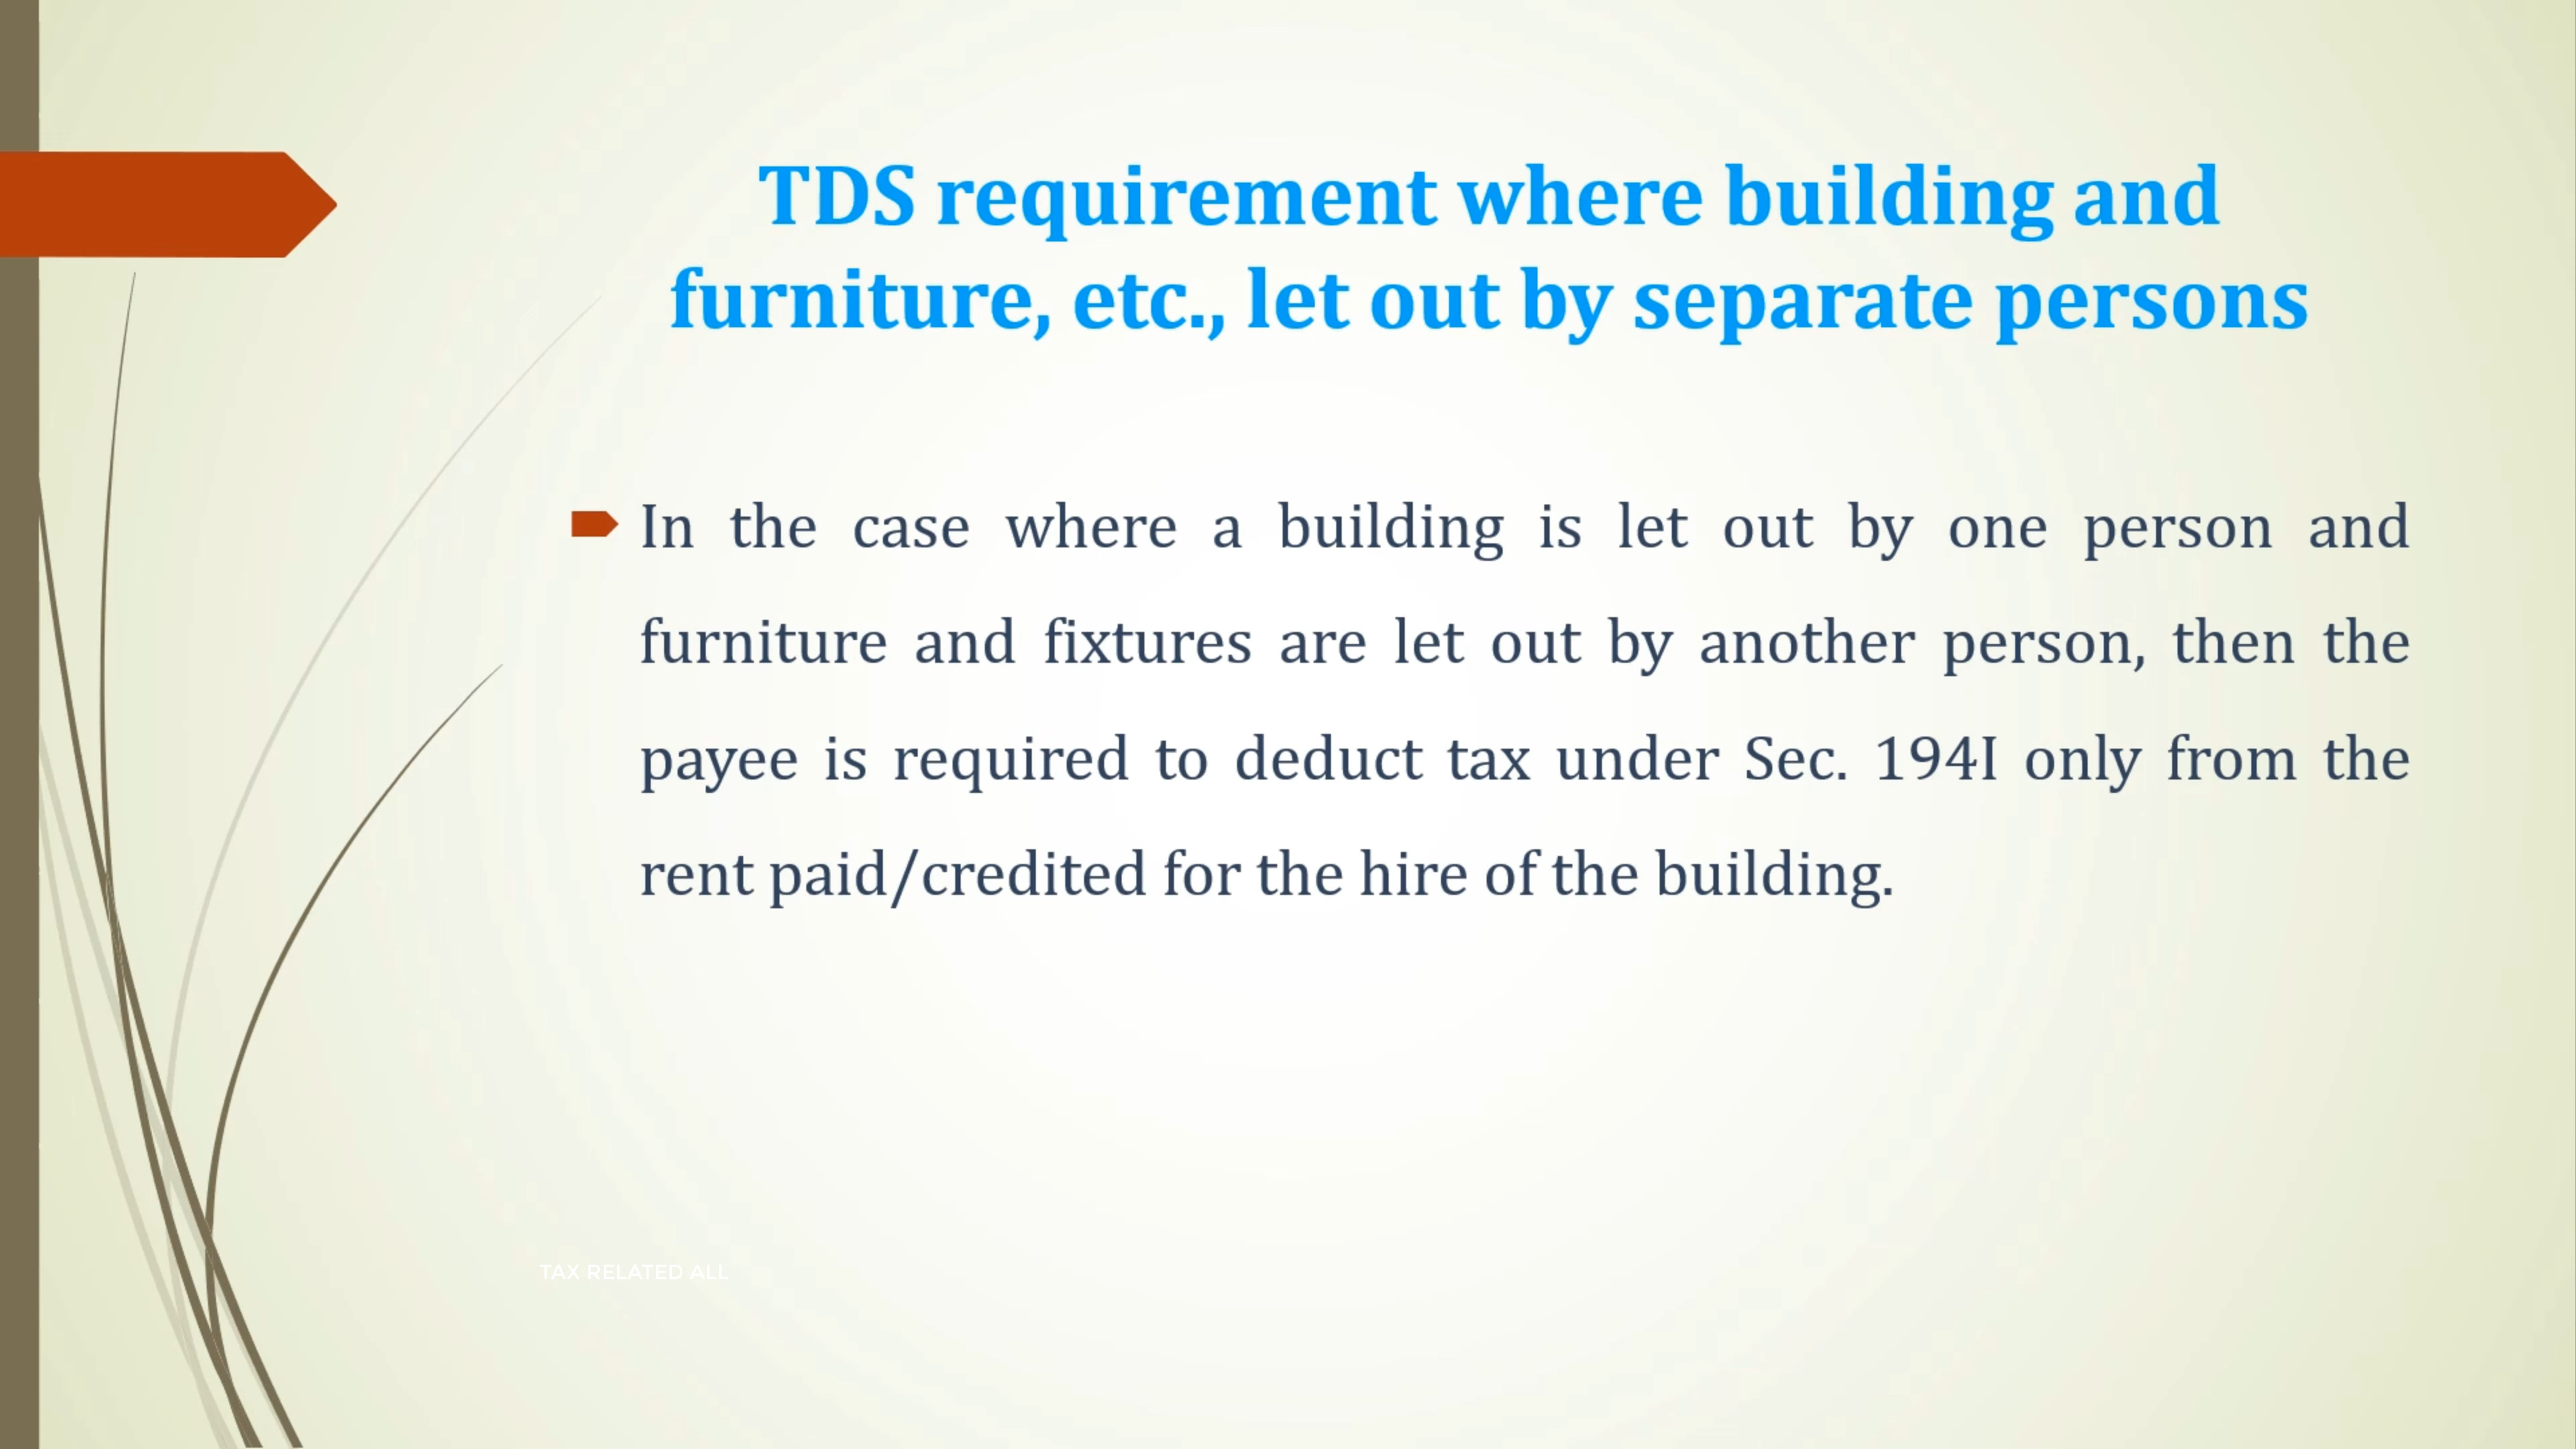 TDS requirement where building and
furniture, etc., let out by separate persons
In the case where a building is let out by one person and
furniture and fixtures are let out by another person, then the
payee is required to deduct tax under Sec. 194I only from the
rent paid/credited for the hire of the building.
TAX RELATED ALL